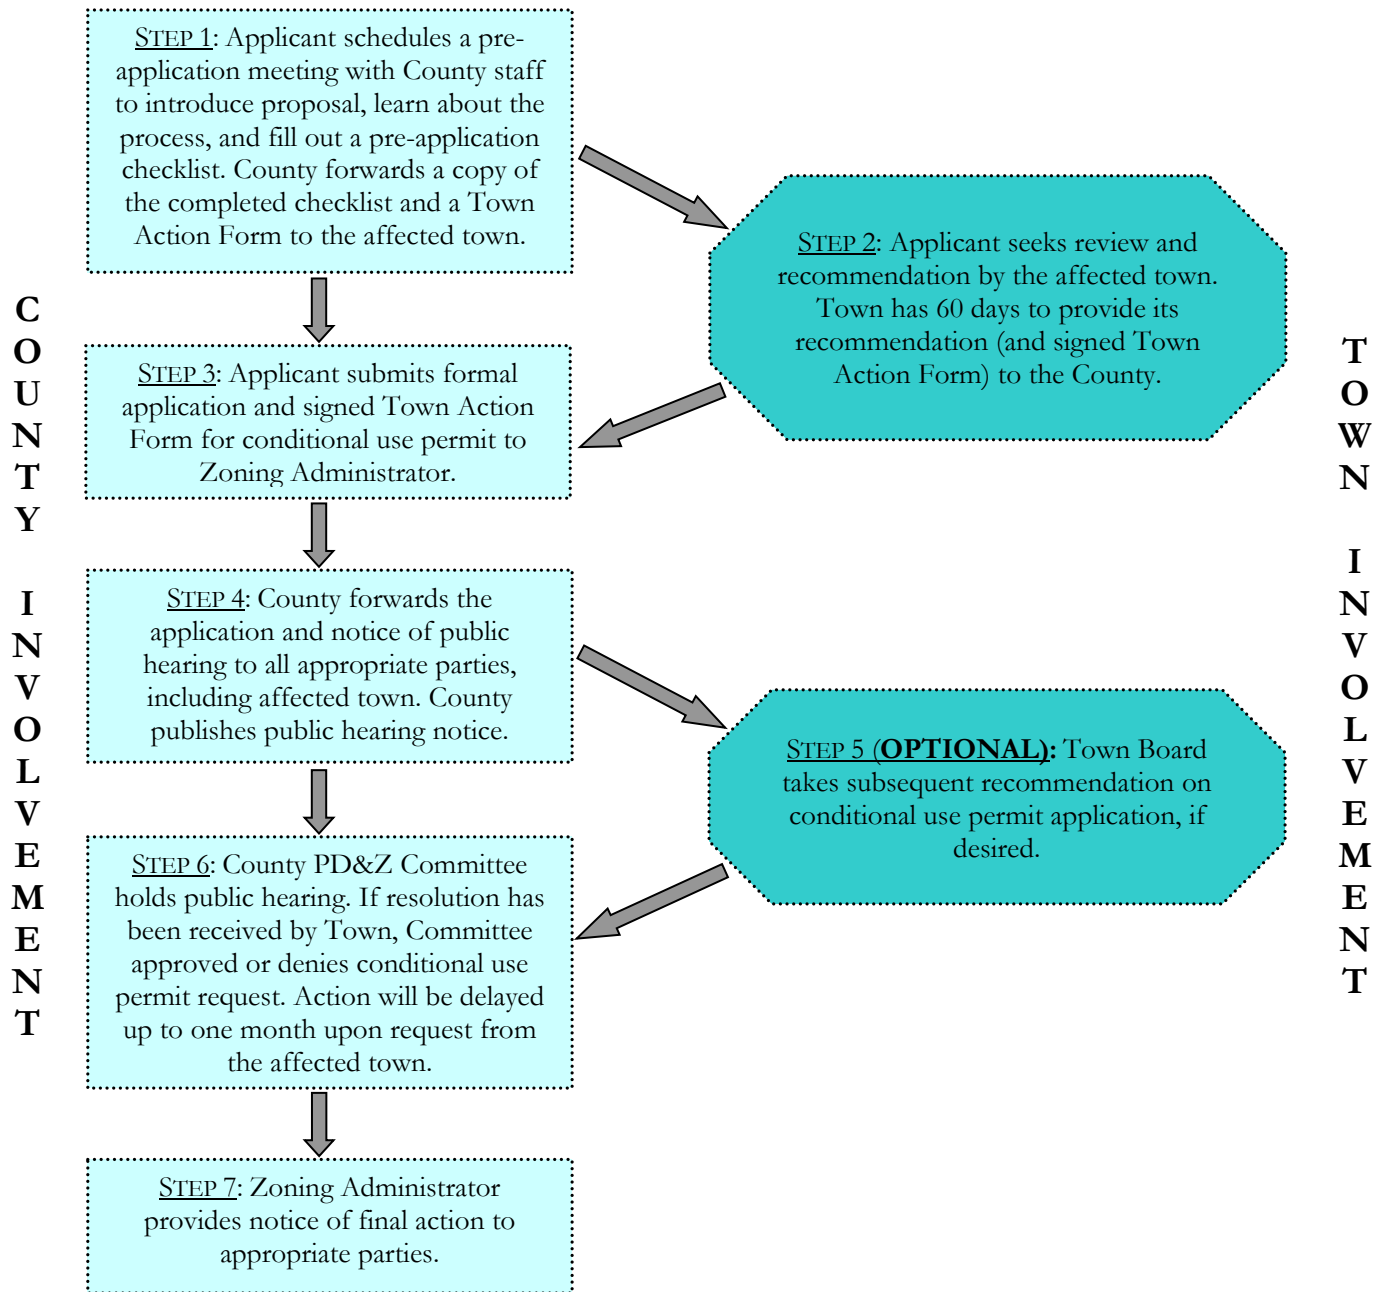 STEP 1: Applicant schedules a pre-
application meeting with County staff
to introduce proposal, learn about the
process, and fill out a pre-application
checklist. County forwards a copy of
the completed checklist and a Town
Action Form to the affected town.
STEP 2: Applicant seeks review and
recommendation by the affected town.
Town has 60 days to provide its
recommendation (and signed Town
Action Form) to the County.
STEP 3: Applicant submits formal
application and signed Town Action
Form for conditional use permit to
Zoning Administrator.
STEP 4: County forwards the
application and notice of public
hearing to all appropriate parties,
including affected town. County
publishes public hearing notice.
STEP 5 (OPTIONAL): Town Board
takes subsequent recommendation on
conditional use permit application, if
desired.
STEP 6: County PD&Z Committee
holds public hearing. If resolution has
been received by Town, Committee
approved or denies conditional use
permit request. Action will be delayed
up to one month upon request from
the affected town.
STEP 7: Zoning Administrator
provides notice of final action to
appropriate parties.
COUNTY INVOLVEMENT
TOWN INVOLVEMENT